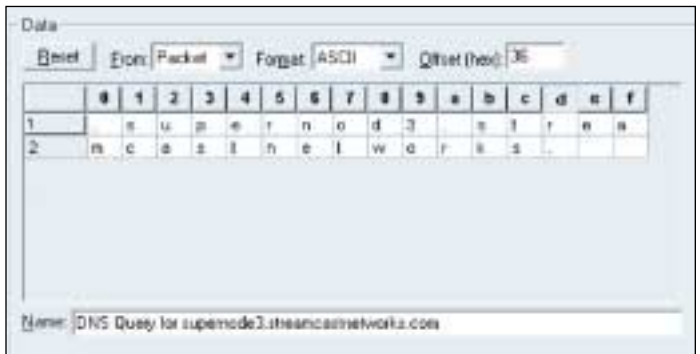 Data
Reset From: Packet Format: ASCII Offset (hex): 36
0 1 2 3 4 5 6 7 8 9 a b c d e f
1 . s u p e r n o d 3 . s t r e a
2 m c a s t n e t w o r k s .
Name: DNS Query for supernode3.streamcastnetworks.com